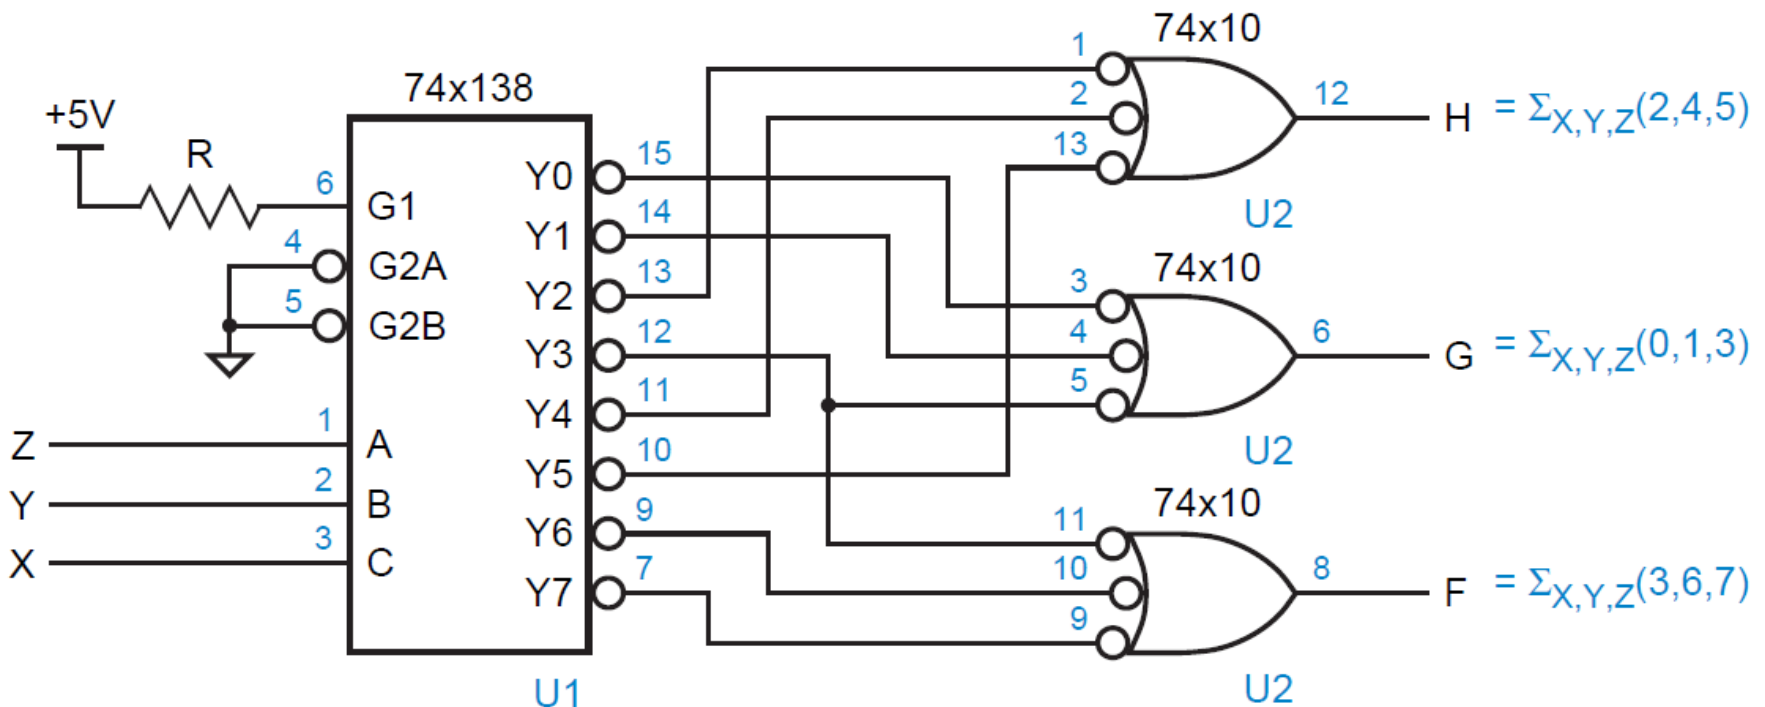 74x10
1
2
13
12
H = ΣX,Y,Z(2,4,5)
U2
74x138
+5V
R
6
G1
4
G2A
5
G2B
Z
1
A
Y
2
B
X
3
C
Y0
15
Y1
14
Y2
13
Y3
12
Y4
11
Y5
10
Y6
9
Y7
7
U1
74x10
3
4
5
6
G = ΣX,Y,Z(0,1,3)
U2
74x10
11
10
9
8
F = ΣX,Y,Z(3,6,7)
U2